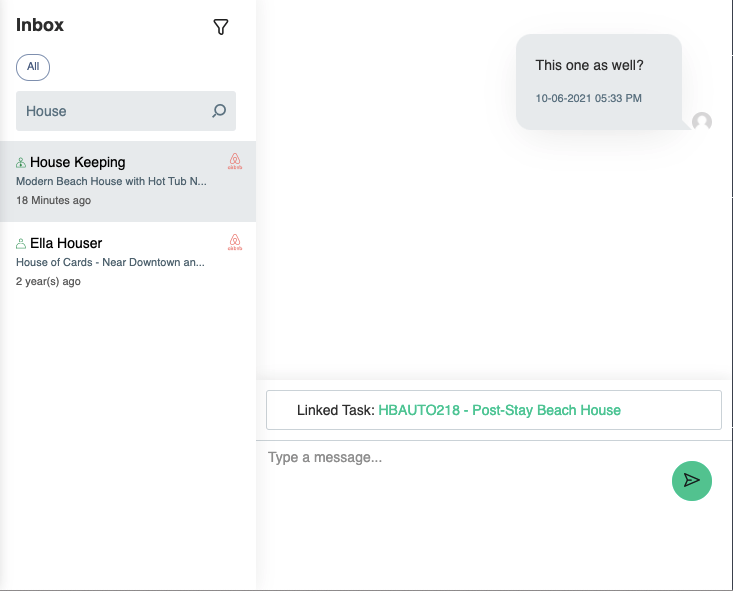 Inbox
All
House
House Keeping
airbnb
Modern Beach House with Hot Tub N...
18 Minutes ago
Ella Houser
airbnb
House of Cards - Near Downtown an...
2 year(s) ago
This one as well?
10-06-2021 05:33 PM
Linked Task: HBAUTO218 - Post-Stay Beach House
Type a message...